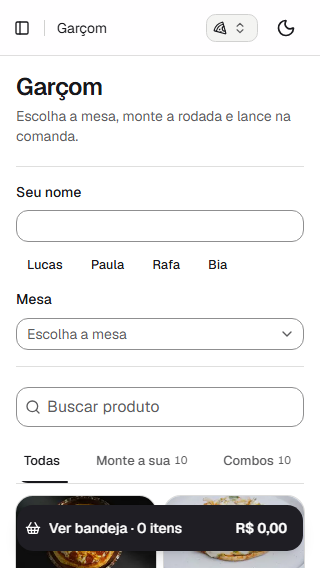 Garçom
Garçom
Escolha a mesa, monte a rodada e lance na
comanda.
Seu nome
Lucas Paula Rafa Bia
Mesa
Escolha a mesa
Buscar produto
Todas Monte a sua 10 Combos 10
Ver bandeja · 0 itens R$ 0,00